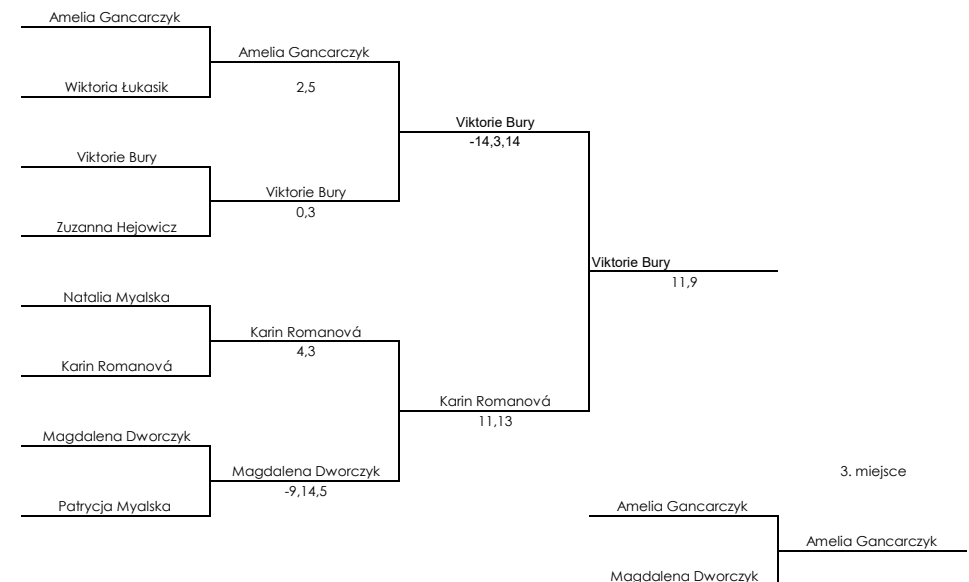 Amelia Gancarczyk
Amelia Gancarczyk
Wiktoria Łukasik
2,5
Viktorie Bury
-14,3,14
Viktorie Bury
Viktorie Bury
0,3
Zuzanna Hejowicz
Viktorie Bury
11,9
Natalia Myalska
Karin Romanová
4,3
Karin Romanová
Karin Romanová
11,13
Magdalena Dworczyk
Magdalena Dworczyk
-9,14,5
3. miejsce
Patrycja Myalska
Amelia Gancarczyk
Amelia Gancarczyk
Magdalena Dworczyk